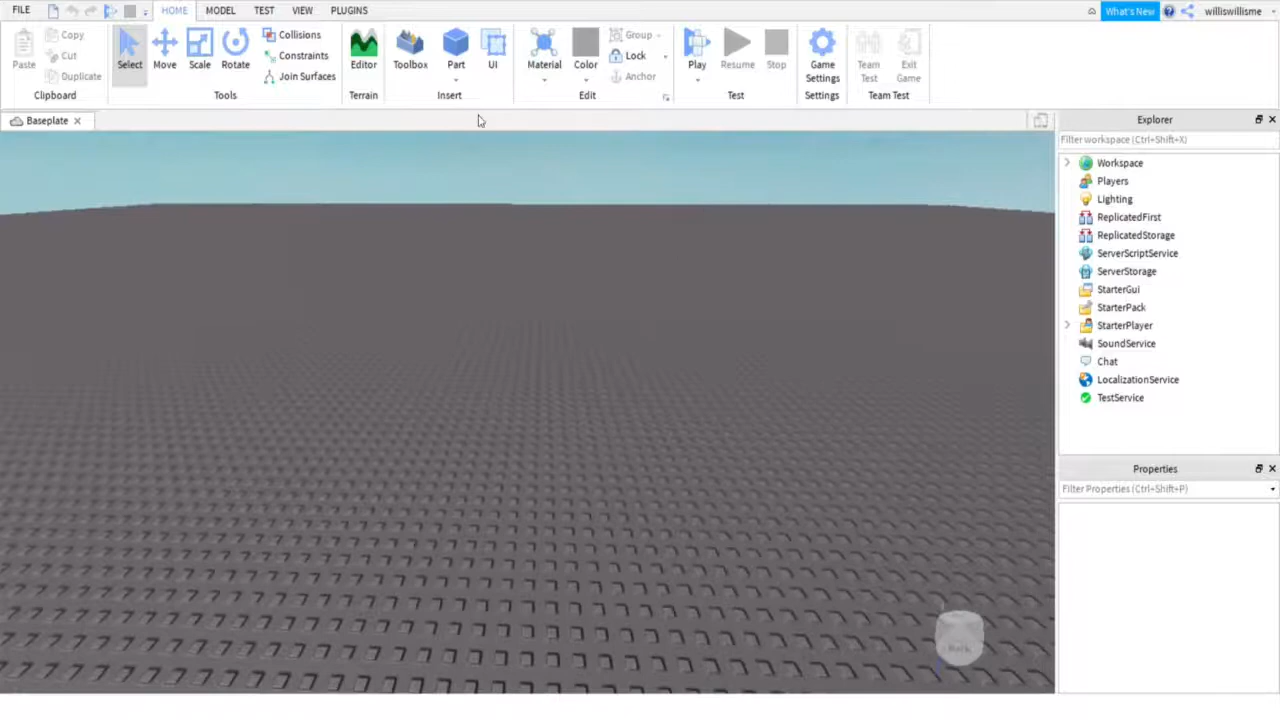 FILE HOME MODEL TEST VIEW PLUGINS What's New williswillisme
Paste Copy Cut Duplicate
Clipboard
Select Move Scale Rotate Collisions Constraints Join Surfaces
Tools
Editor
Terrain
Toolbox Part UI
Insert
Material Color Group Lock Anchor
Edit
Play Resume Stop
Test
Game Settings
Settings
Team Test Exit Game
Team Test
Baseplate
Explorer
Filter workspace (Ctrl+Shift+X)
Workspace
Players
Lighting
ReplicatedFirst
ReplicatedStorage
ServerScriptService
ServerStorage
StarterGui
StarterPack
StarterPlayer
SoundService
Chat
LocalizationService
TestService
Properties
Filter Properties (Ctrl+Shift+P)